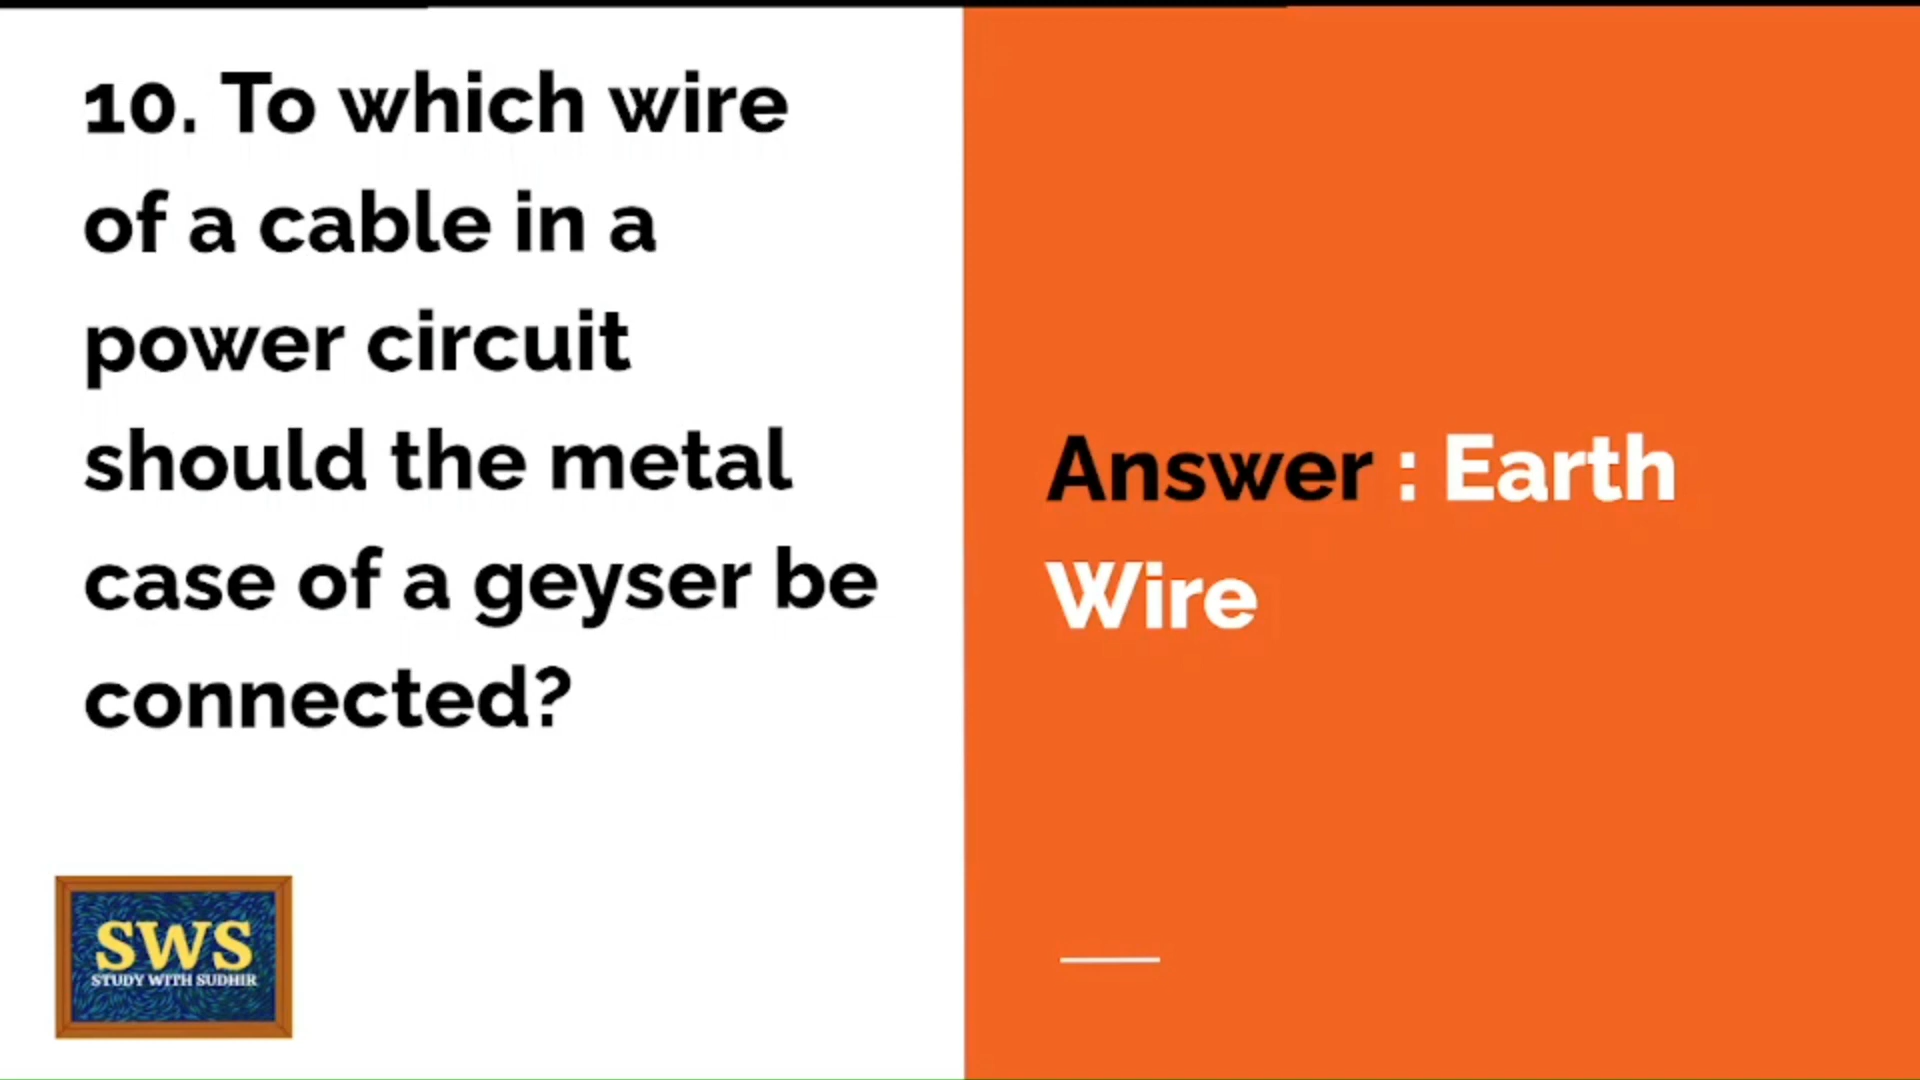 10. To which wire
of a cable in a
power circuit
should the metal
case of a geyser be
connected?
Answer : Earth
Wire
SWS
STUDY WITH SUDHIR